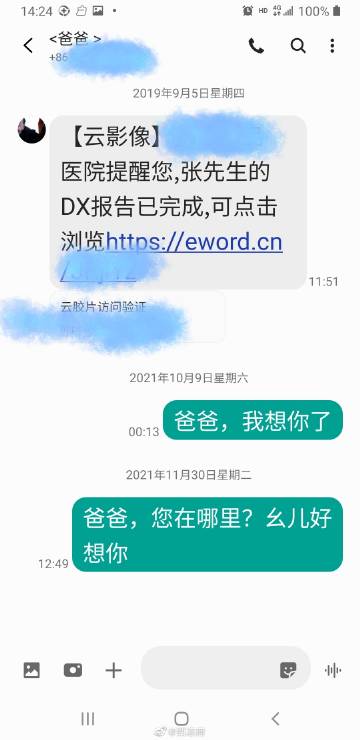 14:24
HD 4G 100%
<爸爸 >
+86
2019年9月5日星期四
【云影像】
医院提醒您,张先生的
DX报告已完成,可点击
浏览https://eword.cn
11:51
云胶片访问验证
2021年10月9日星期六
爸爸，我想你了
00:13
2021年11月30日星期二
爸爸，您在哪里？幺儿好
想你
12:49